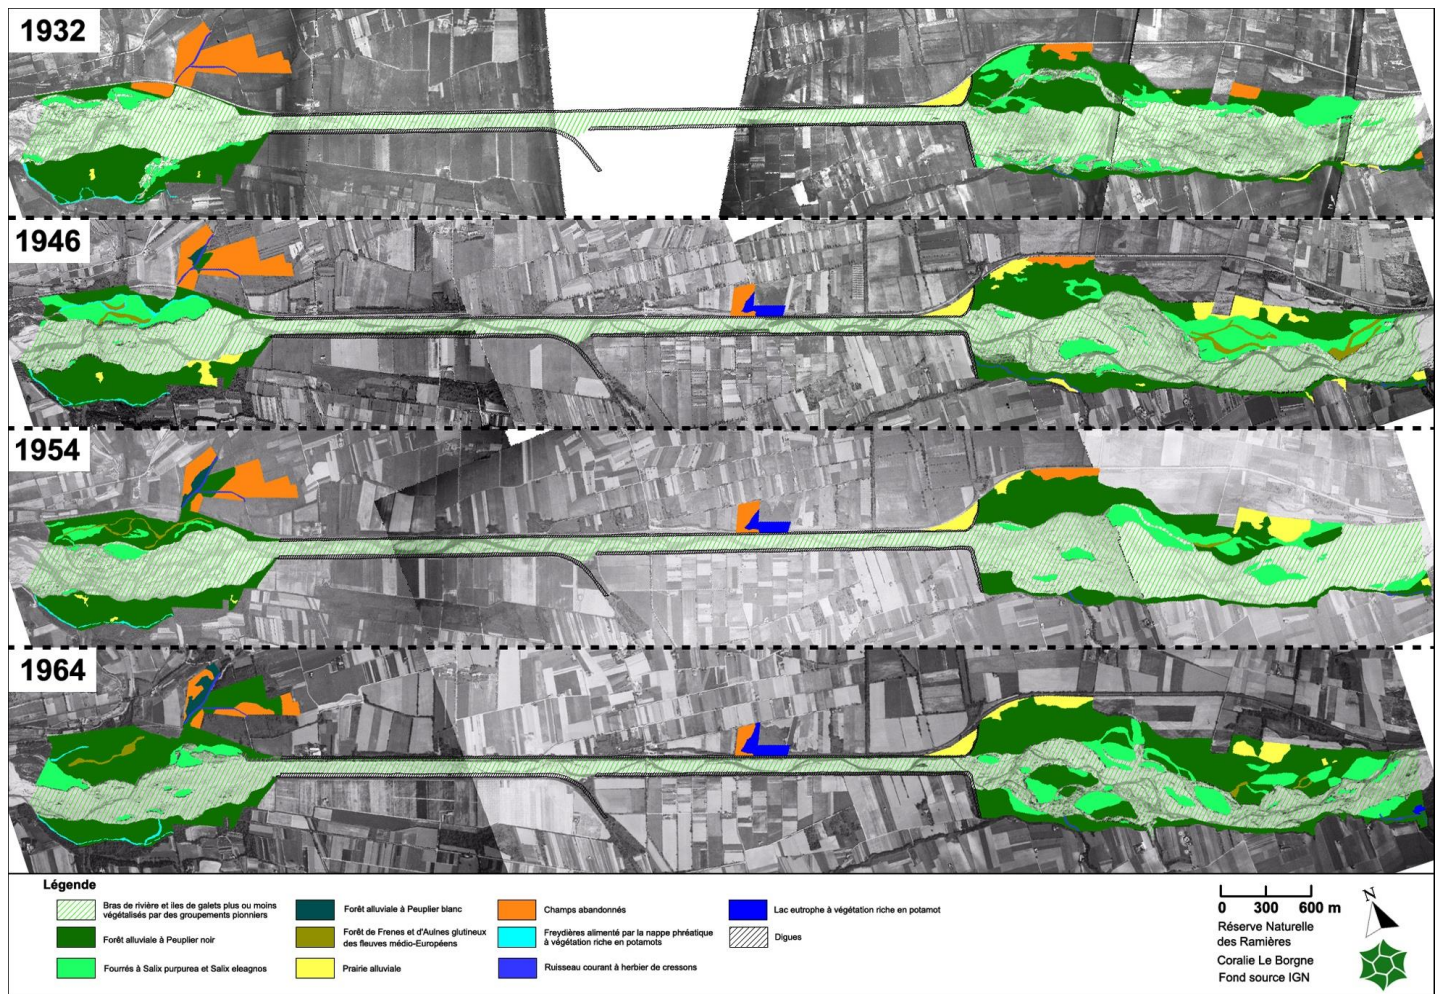 1932
1946
1954
1964
Légende
Bras de rivière et iles de galets plus ou moins
végétalisés par des groupements pionniers
Forêt alluviale à Peuplier noir
Fourrés à Salix purpurea et Salix eleagnos
Forêt alluviale à Peuplier blanc
Forêt de Frenes et d'Aulnes glutineux
des fleuves médio-Européens
Prairie alluviale
Champs abandonnés
Freydières alimenté par la nappe phréatique
à végétation riche en potamots
Ruisseau courant à herbier de cressons
Lac eutrophe à végétation riche en potamot
Digues
0 300 600 m
Réserve Naturelle
des Ramières
Coralie Le Borgne
Fond source IGN
N